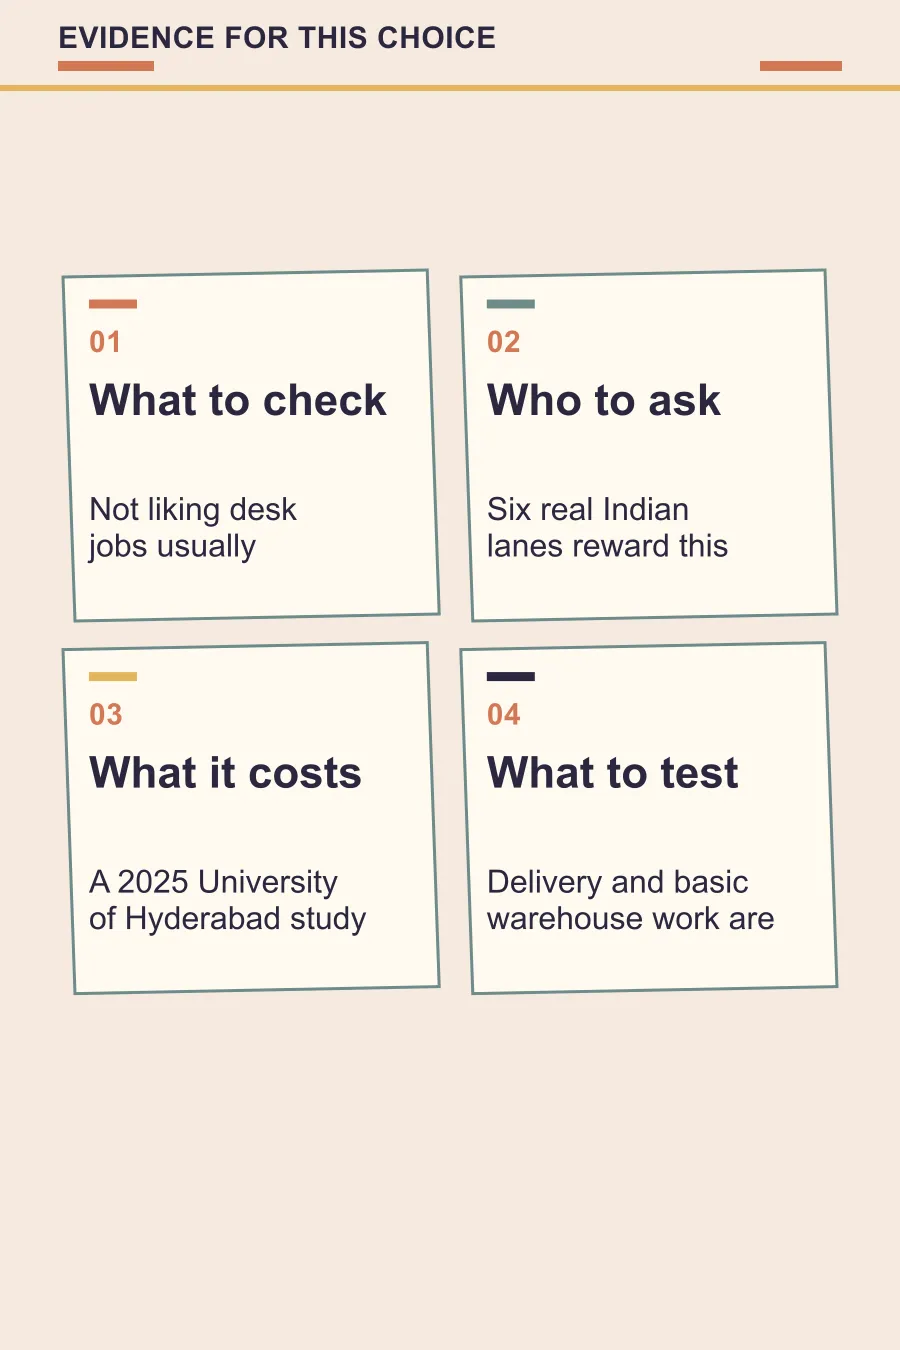 EVIDENCE FOR THIS CHOICE
01
What to check
Not liking desk
jobs usually
02
Who to ask
Six real Indian
lanes reward this
03
What it costs
A 2025 University
of Hyderabad study
04
What to test
Delivery and basic
warehouse work are